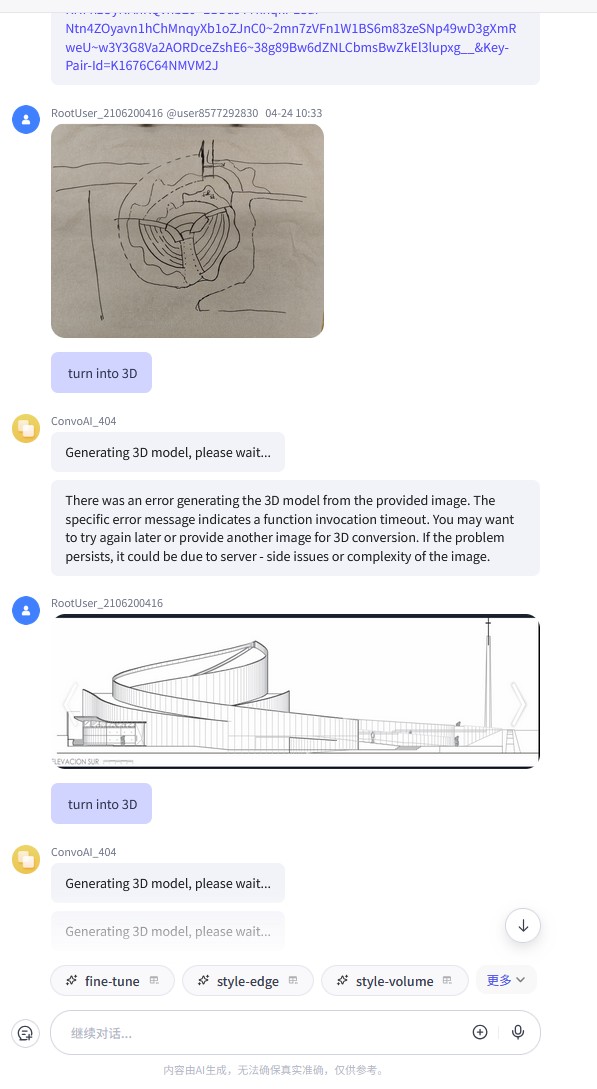 Ntn4ZOyavn1hChMnqyXb1oZJnC0~2mn7zVFn1W1BS6m83zeSNp49wD3gXmR
weU~w3Y3G8Va2AORDceZshE6~38g89Bw6dZNLCbmsBwZkEl3lupxg__&Key-
Pair-Id=K1676C64NMVM2J
RootUser_2106200416 @user8577292830 04-24 10:33
turn into 3D
ConvoAI_404
Generating 3D model, please wait...
There was an error generating the 3D model from the provided image. The
specific error message indicates a function invocation timeout. You may want
to try again later or provide another image for 3D conversion. If the problem
persists, it could be due to server - side issues or complexity of the image.
RootUser_2106200416
ELEVACION SUR
turn into 3D
ConvoAI_404
Generating 3D model, please wait...
Generating 3D model, please wait...
fine-tune
style-edge
style-volume
更多
继续对话...
内容由AI生成，无法确保真实准确，仅供参考。